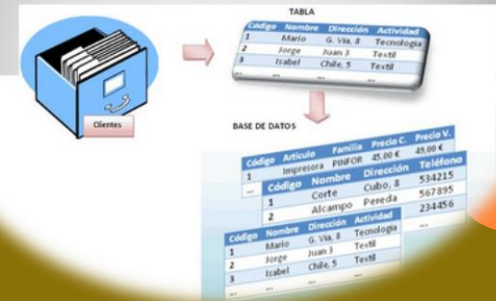 TABLA
Código Nombre Dirección Actividad
1 Mario G. Via, 8 Tecnología
2 Jorge Juan 3 Textil
3 Isabel Chile, 5 Textil
... ... ... ...
Clientes
BASE DE DATOS
Código Articulo Familia Precio C. Precio V.
1 Impresora PINFOR 45,00 € 49,00 €
...
Código Nombre Dirección Teléfono
1 Corte Cubo, 8 534215
2 Alcampo Pereda 567895
234456
...
Código Nombre Dirección Actividad
1 Mario G. Via, 8 Tecnología
2 Jorge Juan 3 Textil
3 Isabel Chile, 5 Textil
... ... ... ...